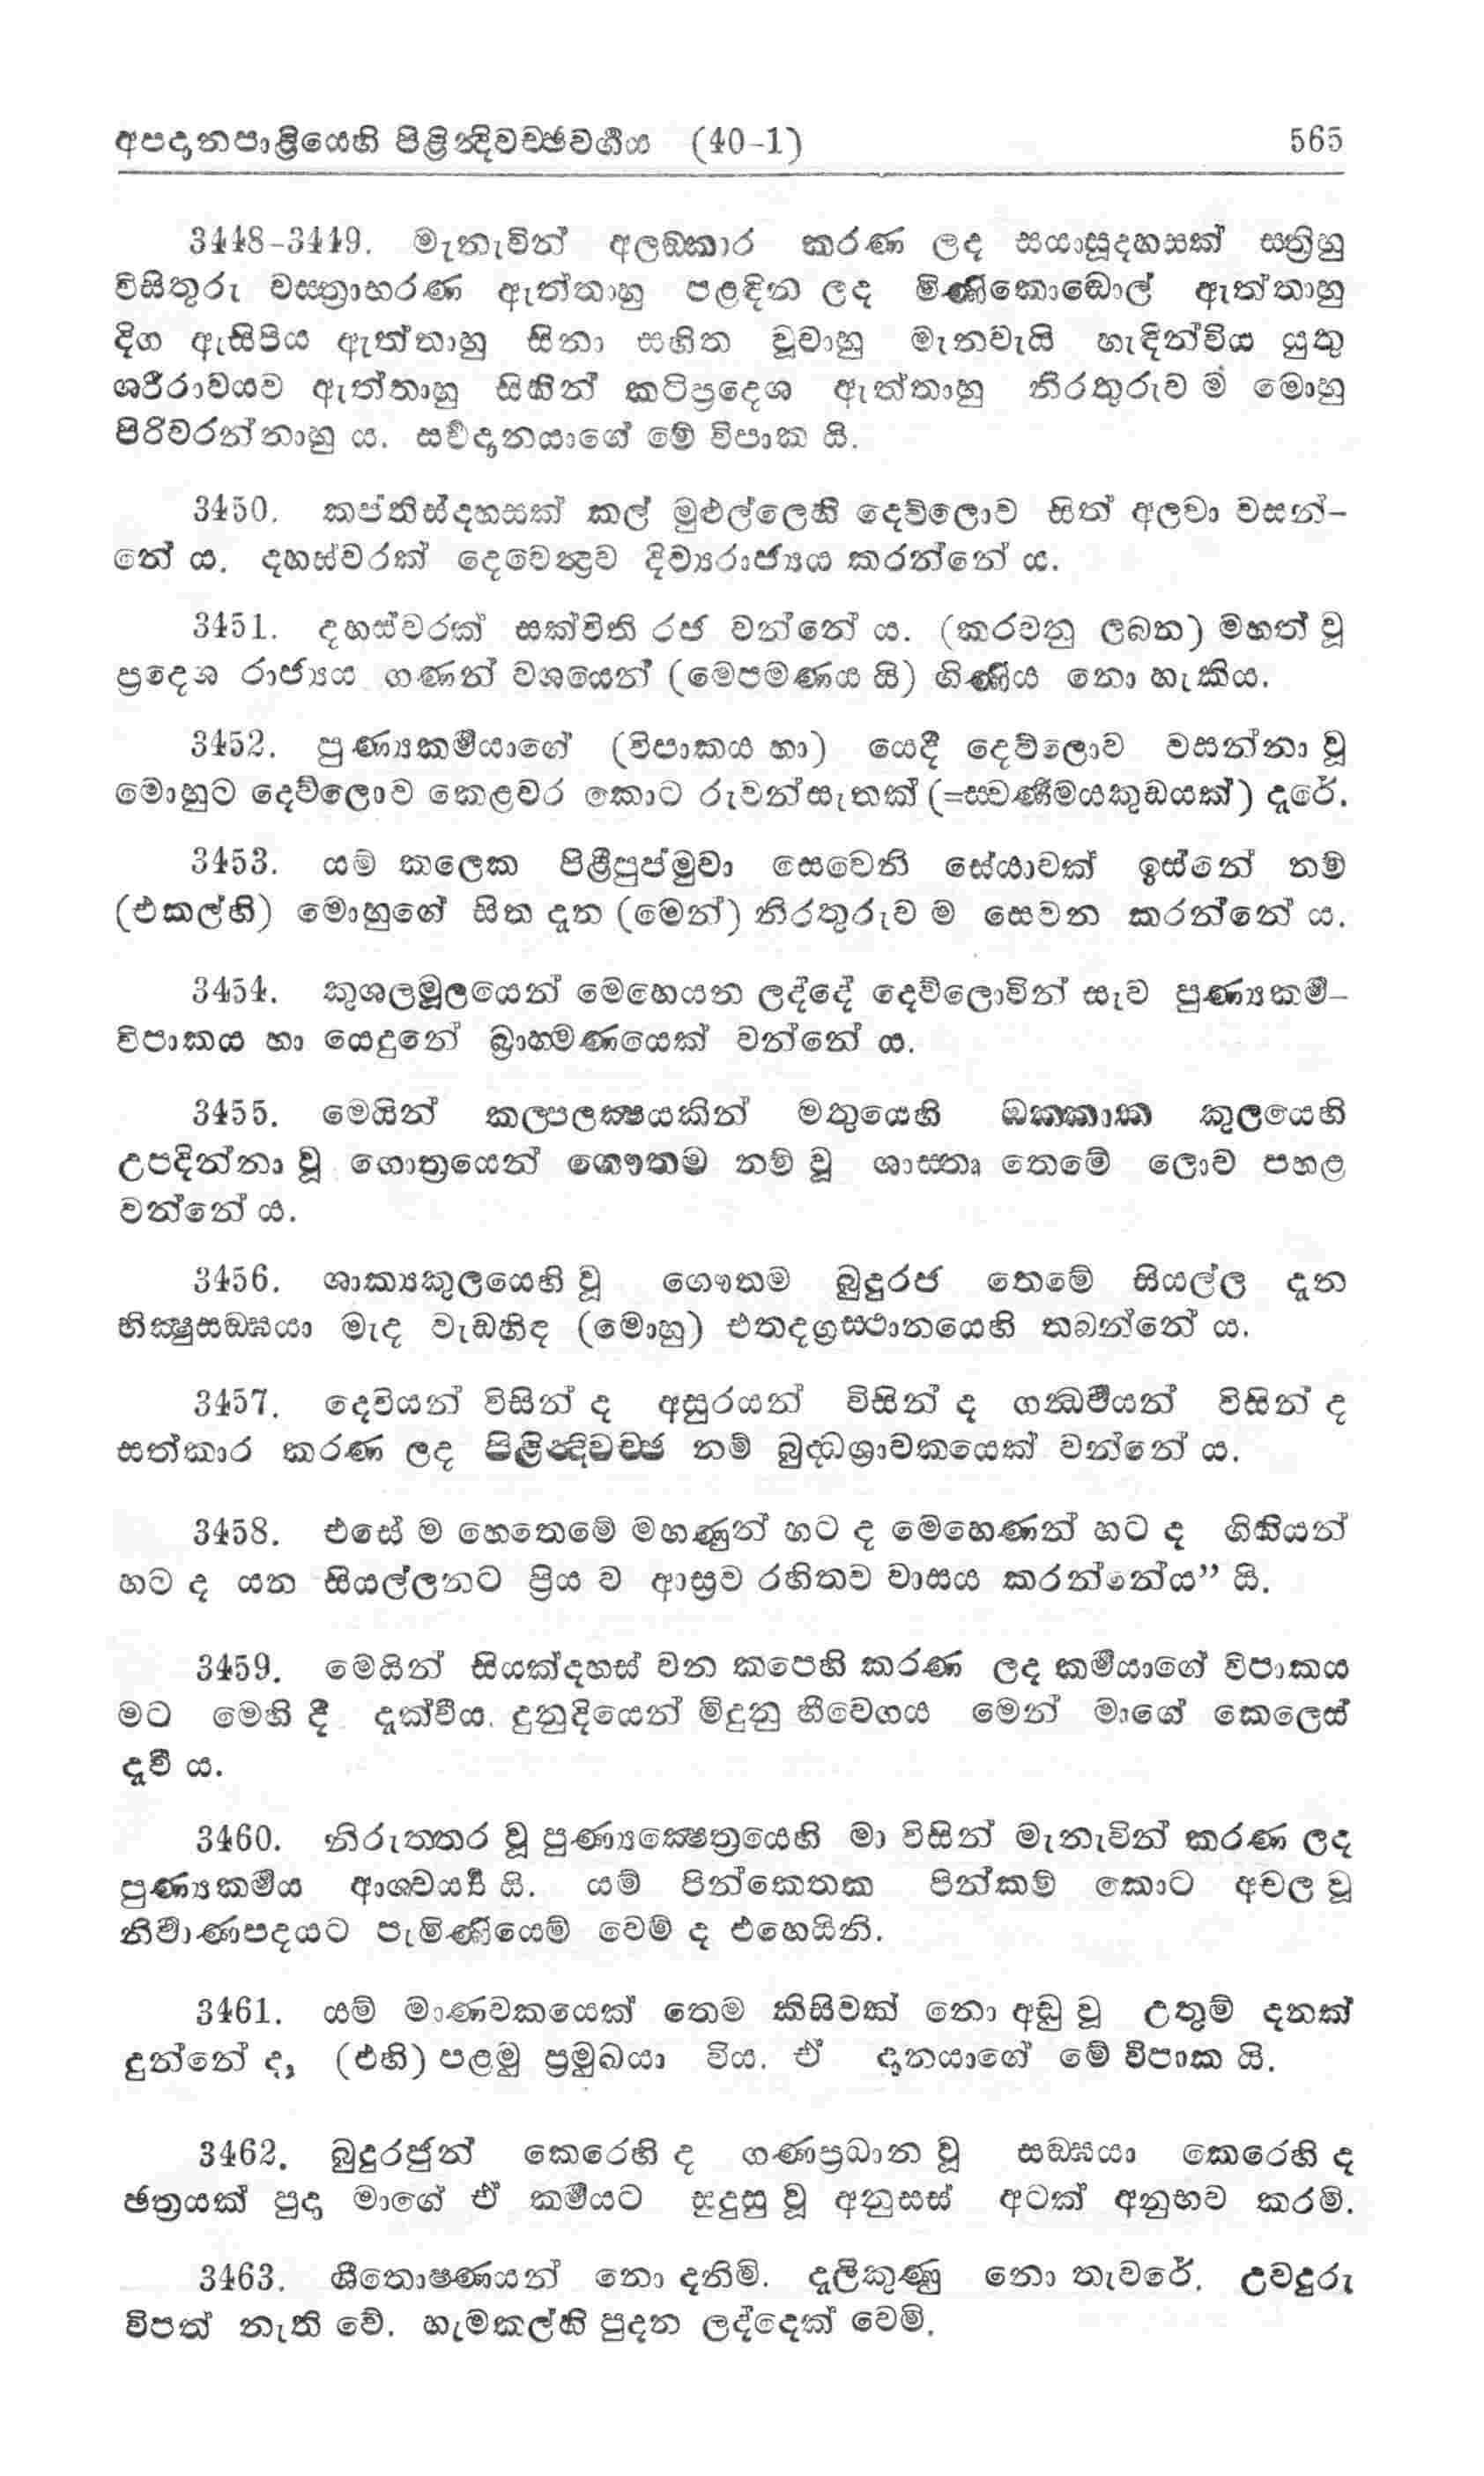 අපදානපාළියෙහි පිළින්‍දිවච්ඡවර්‍ගය (40-1) 565
3448-3449. මැනැවින් අලඞ්කාර කරණ ලද සයාසූදහසක් ස්ත්‍රිහු
විසිතුරු වස්ත්‍රාභරණ ඇත්තාහු පළඳින ලද මිණිකොඬොල් ඇත්තාහු
දිග ඇසිපිය ඇත්තාහු සිනා සහිත වූවාහු මැනවැයි හැඳින්විය යුතු
ශරීරාවයව ඇත්තාහු සිහින් කටිප්‍රදෙශ ඇත්තාහු නිරතුරුව ම මොහු
පිරිවරන්නාහු ය. සර්‍වදානයාගේ මේ විපාක යි.
3450. කප්තිස්දහසක් කල් මුළුල්ලෙහි දෙව්ලොව සිත් අලවා වසන්-
නේ ය. දහස්වරක් දෙවෙන්‍ද්‍රව දිව්‍යරාජ්‍යය කරන්නේ ය.
3451. දහස්වරක් සක්විති රජ වන්නේ ය. (කරවනු ලබන) මහත් වූ
ප්‍රදෙශ රාජ්‍යය ගණන් වශයෙන් (මෙපමණය යි) ගිණිය නො හැකිය.
3452. පුණ්‍යකර්‍මයාගේ (විපාකය හා) යෙදී දෙව්ලොව වසන්නා වූ
මොහුට දෙව්ලොව කෙළවර කොට රුවන්සැතක් (=ස්වර්‍ණමයකුඩයක්) දැරේ.
3453. යම් කලෙක පිළීපුප්මුවා සෙවෙනි සේයාවක් ඉස්නේ නම්
(එකල්හි) මොහුගේ සිත දැන (මෙන්) නිරතුරුව ම සෙවන කරන්නේ ය.
3454. කුශලමූලයෙන් මෙහෙයන ලද්දේ දෙව්ලොවින් සැව පුණ්‍යකර්‍ම-
විපාකය හා යෙදුනේ බ්‍රාහ්මණයෙක් වන්නේ ය.
3455. මෙයින් කල්පලක්‍ෂයකින් මතුයෙහි ඔක්කාක කුලයෙහි
උපදින්නා වූ ගොත්‍රයෙන් ගෞතම නම් වූ ශාස්තෘ තෙමේ ලොව පහළ
වන්නේ ය.
3456. ශාක්‍යකුලයෙහි වූ ගෞතම බුදුරජ තෙමේ සියල්ල දැන
භික්‍ෂුසඞ්ඝයා මැද වැඩහිඳ (මොහු) එතදග්‍රස්ථානයෙහි තබන්නේ ය.
3457. දෙවියන් විසින් ද අසුරයන් විසින් ද ගන්‍ධර්‍වයන් විසින් ද
සත්කාර කරණ ලද පිළින්‍දිවච්ඡ නම් බුද්ධශ්‍රාවකයෙක් වන්නේ ය.
3458. එසේ ම හෙතෙමේ මහණුන් හට ද මෙහෙණන් හට ද ගිහියන්
හට ද යන සියල්ලනට ප්‍රිය ව ආස්‍රව රහිතව වාසය කරන්නේය” යි.
3459. මෙයින් සියක්දහස් වන කපෙහි කරණ ලද කර්‍මයාගේ විපාකය
මට මෙහි දී දැක්වීය. දුනුදියෙන් මිදුනු හීවෙගය මෙන් මාගේ කෙලෙස්
දැවී ය.
3460. නිරුත්තර වූ පුණ්‍යක්‍ෂෙත්‍රයෙහි මා විසින් මැනැවින් කරණ ලද
පුණ්‍යකර්‍මය ආශ්චර්‍ය්‍ය යි. යම් පින්කෙතක පින්කම් කොට අචල වූ
නිර්‍වාණපදයට පැමිණියෙම් වෙම් ද එහෙයිනි.
3461. යම් මාණවකයෙක් තෙම කිසිවක් නො අඩු වූ උතුම් දනක්
දුන්නේ ද, (එහි) පළමු ප්‍රමුඛයා විය. ඒ දානයාගේ මේ විපාක යි.
3462. බුදුරජුන් කෙරෙහි ද ගණප්‍රධාන වූ සඞ්ඝයා කෙරෙහි ද
ඡත්‍රයක් පුදා මාගේ ඒ කර්‍මයට සුදුසු වූ අනුසස් අටක් අනුභව කරමි.
3463. ශීතොෂ්ණයන් නො දනිමි. දූලිකුණු නො තැවරේ. උවදුරු
විපත් නැති වේ. හැමකල්හි පුදන ලද්දෙක් වෙමි.